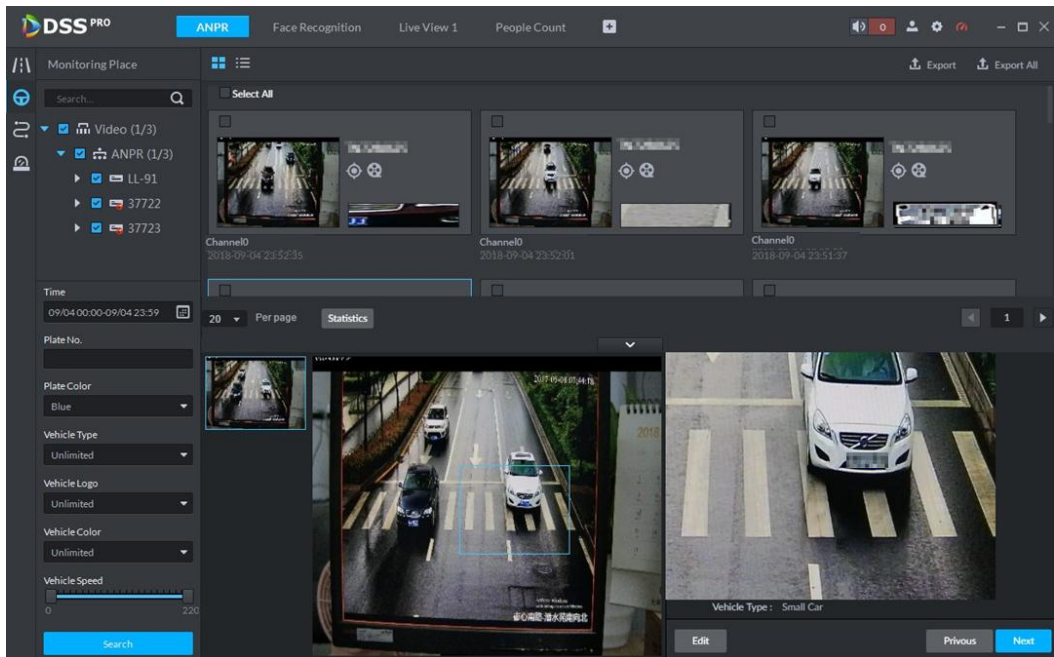 DSS PRO
ANPR
Face Recognition
Live View 1
People Count
0
Monitoring Place
Export
Export All
Search...
Select All
Video (1/3)
ANPR (1/3)
LL-91
37722
37723
Channel0
2018-09-04 23:52:35
Channel0
2018-09-04 23:52:01
Channel0
2018-09-04 23:51:37
Time
09/04 00:00-09/04 23:59
20
Per page
Statistics
1
Plate No.
Plate Color
Blue
Vehicle Type
Unlimited
Vehicle Logo
Unlimited
Vehicle Color
Unlimited
Vehicle Speed
0
220
Search
2018
Vehicle Type : Small Car
Edit
Privous
Next